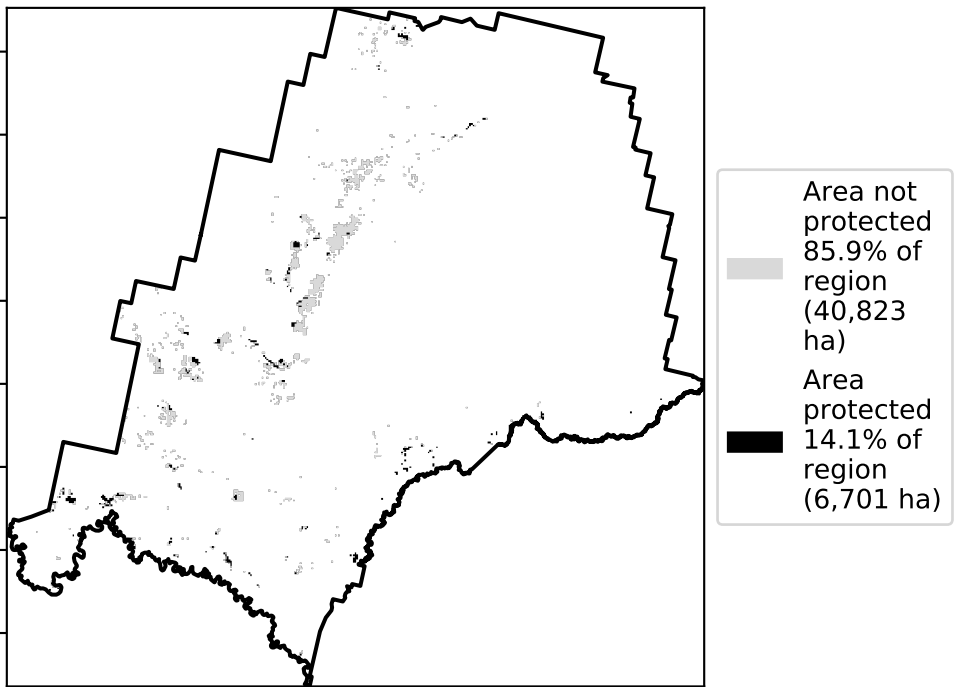 Area not
protected
85.9% of
region
(40,823
ha)
Area
protected
14.1% of
region
(6,701 ha)